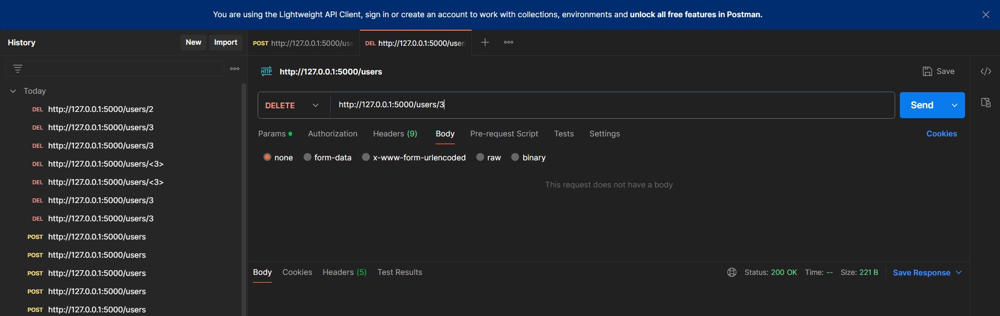 You are using the Lightweight API Client, sign in or create an account to work with collections, environments and unlock all free features in Postman.
History
New
Import
POST http://127.0.0.1:5000/use
DEL http://127.0.0.1:5000/user
HTTP http://127.0.0.1:5000/users
Save
</>
Today
DEL http://127.0.0.1:5000/users/2
DEL http://127.0.0.1:5000/users/3
DEL http://127.0.0.1:5000/users/3
DEL http://127.0.0.1:5000/users/<3>
DEL http://127.0.0.1:5000/users/<3>
DEL http://127.0.0.1:5000/users/3
DEL http://127.0.0.1:5000/users/3
POST http://127.0.0.1:5000/users
POST http://127.0.0.1:5000/users
POST http://127.0.0.1:5000/users
POST http://127.0.0.1:5000/users
POST http://127.0.0.1:5000/users
DELETE http://127.0.0.1:5000/users/3
Send
Params Authorization Headers (9) Body Pre-request Script Tests Settings Cookies
none form-data x-www-form-urlencoded raw binary
This request does not have a body
Body Cookies Headers (5) Test Results Status: 200 OK Time: -- Size: 221 B Save Response